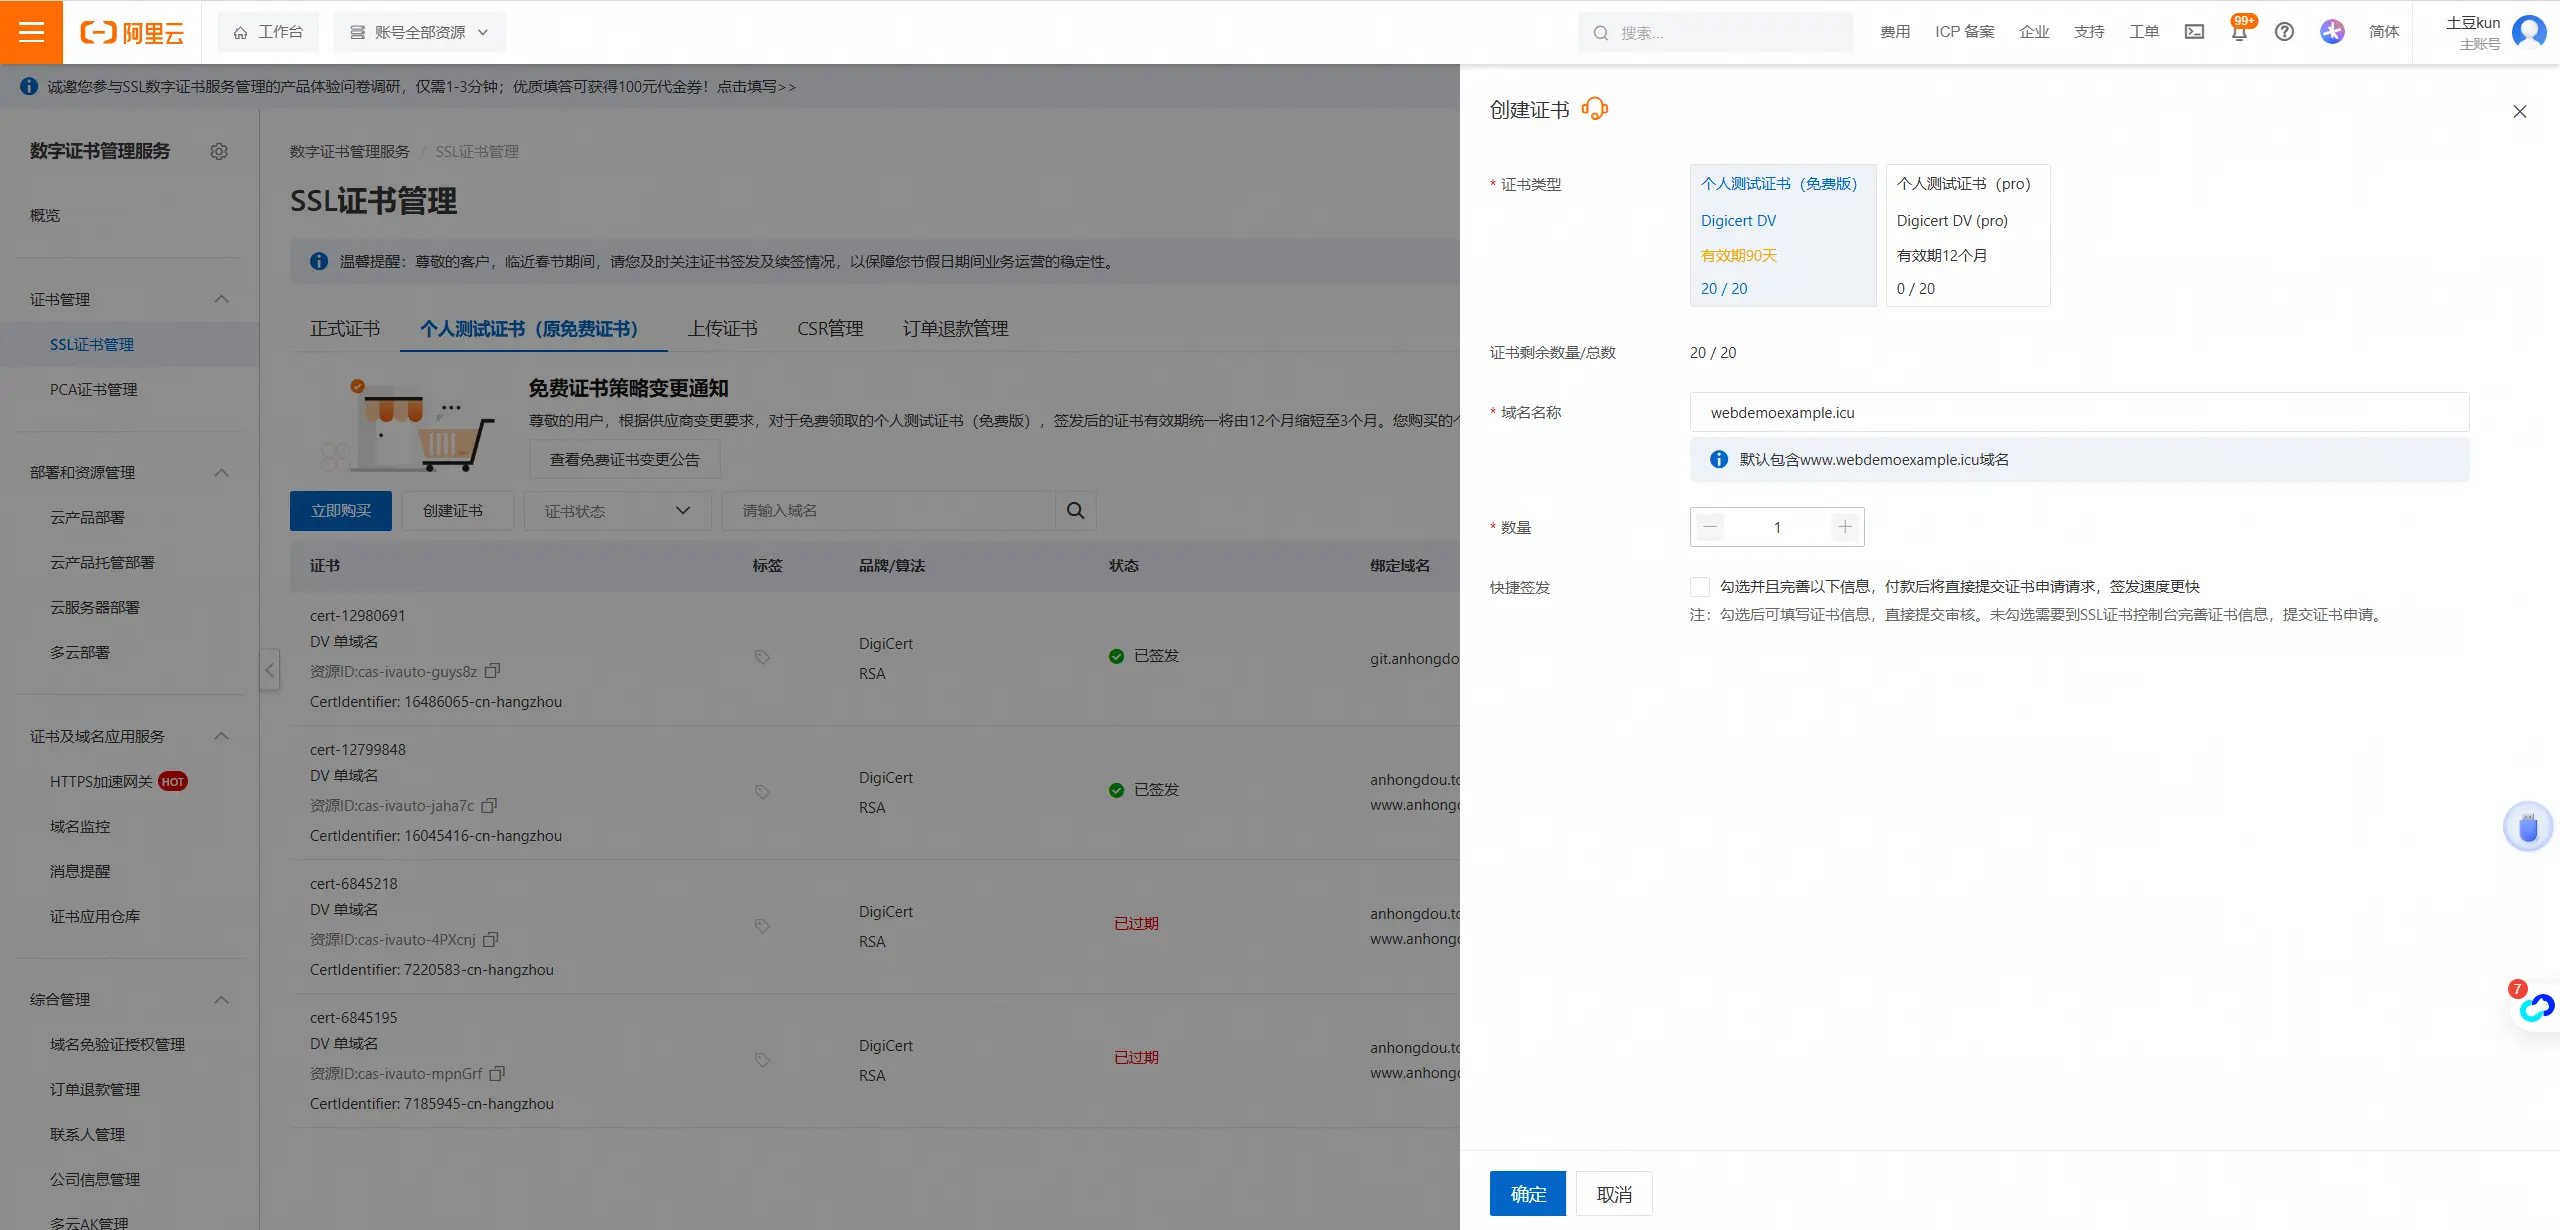 阿里云
工作台
账号全部资源
搜索...
费用
ICP 备案
企业
支持
工单
99+
简体
土豆kun
主账号
诚邀您参与SSL数字证书服务管理的产品体验问卷调研，仅需1-3分钟；优质填答可获得100元代金券！点击填写>>
数字证书管理服务
概览
证书管理
SSL证书管理
PCA证书管理
部署和资源管理
云产品部署
云产品托管部署
云服务器部署
多云部署
证书及域名应用服务
HTTPS加速网关 HOT
域名监控
消息提醒
证书应用仓库
综合管理
域名免验证授权管理
订单退款管理
联系人管理
公司信息管理
多云AK管理
数字证书管理服务 / SSL证书管理
SSL证书管理
温馨提醒：尊敬的客户，临近春节期间，请您及时关注证书签发及续签情况，以保障您节假日期间业务运营的稳定性。
正式证书
个人测试证书（原免费证书）
上传证书
CSR管理
订单退款管理
免费证书策略变更通知
尊敬的用户，根据供应商变更要求，对于免费领取的个人测试证书（免费版），签发后的证书有效期统一将由12个月缩短至3个月。您购买的
查看免费证书变更公告
立即购买
创建证书
证书状态
请输入域名
证书 标签 品牌/算法 状态 绑定域名
cert-12980691
DV 单域名
资源ID:cas-ivauto-guys8z
CertIdentifier: 16486065-cn-hangzhou
DigiCert
RSA
已签发
git.anhongdo
cert-12799848
DV 单域名
资源ID:cas-ivauto-jaha7c
CertIdentifier: 16045416-cn-hangzhou
DigiCert
RSA
已签发
anhongdou.to
www.anhongd
cert-6845218
DV 单域名
资源ID:cas-ivauto-4PXcnj
CertIdentifier: 7220583-cn-hangzhou
DigiCert
RSA
已过期
anhongdou.to
www.anhongd
cert-6845195
DV 单域名
资源ID:cas-ivauto-mpnGrf
CertIdentifier: 7185945-cn-hangzhou
DigiCert
RSA
已过期
anhongdou.to
www.anhongd
创建证书
* 证书类型
个人测试证书（免费版）
Digicert DV
有效期90天
20 / 20
个人测试证书（pro）
Digicert DV (pro)
有效期12个月
0 / 20
证书剩余数量/总数
20 / 20
* 域名名称
webdemoexample.icu
默认包含www.webdemoexample.icu域名
* 数量
1
快捷签发
勾选并且完善以下信息，付款后将直接提交证书申请请求，签发速度更快
注：勾选后可填写证书信息，直接提交审核。未勾选需要到SSL证书控制台完善证书信息，提交证书申请。
7
确定
取消